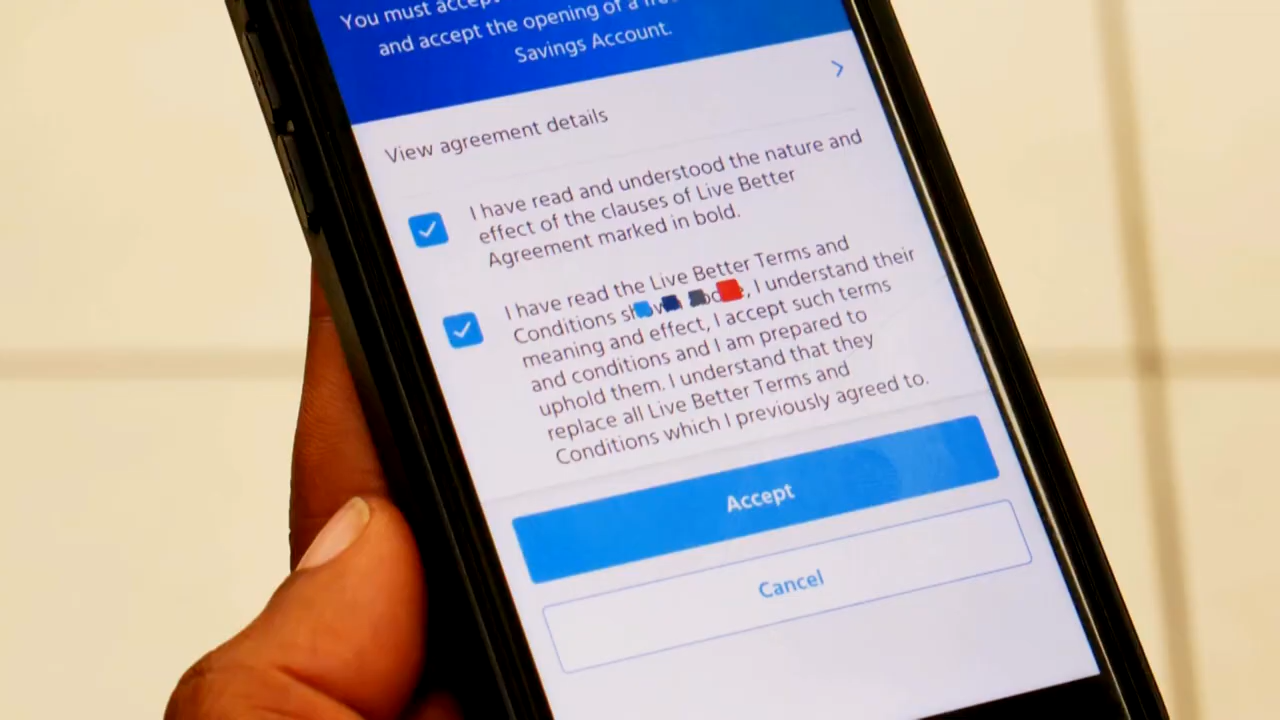 You must accept
and accept the opening of a
Savings Account.
View agreement details
I have read and understood the nature and
effect of the clauses of Live Better
Agreement marked in bold.
I have read the Live Better Terms and
Conditions , I understand their
meaning and effect, I accept such terms
and conditions and I am prepared to
uphold them. I understand that they
replace all Live Better Terms and
Conditions which I previously agreed to.
Accept
Cancel